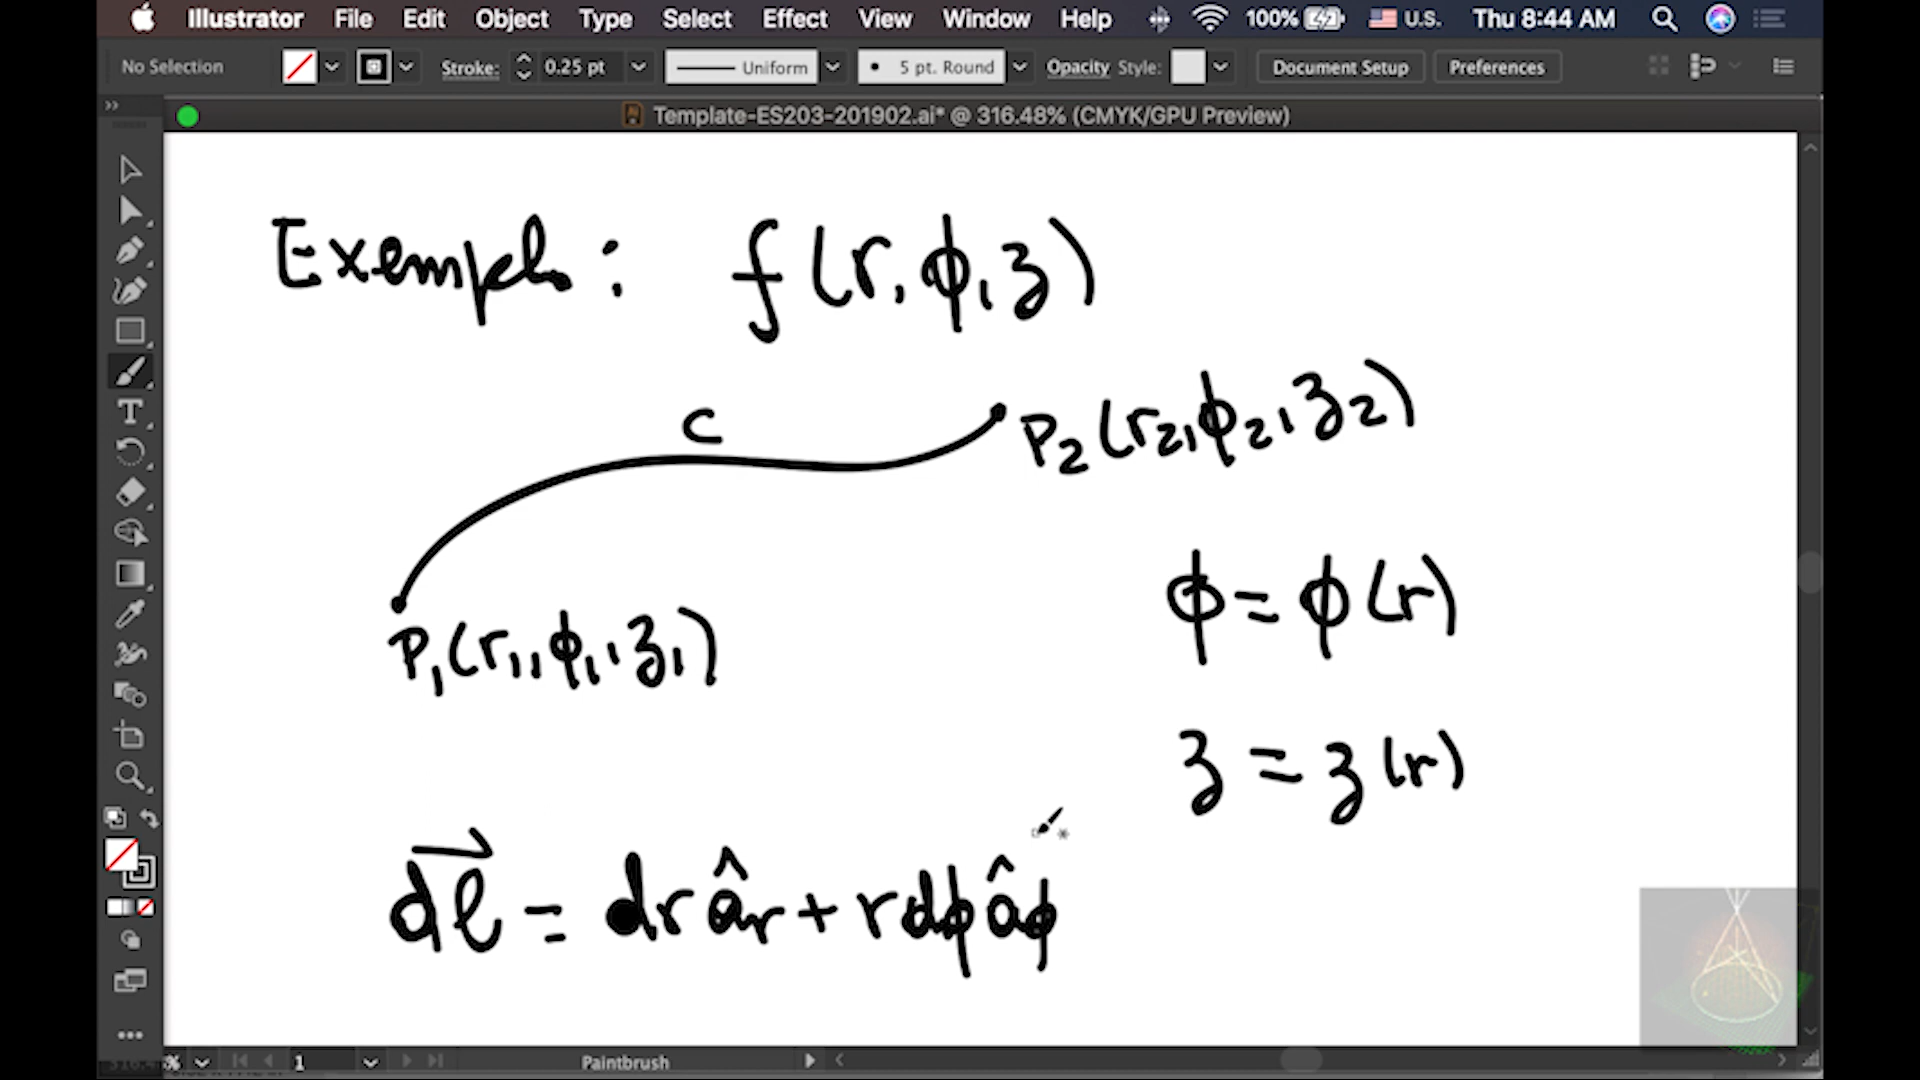 Illustrator File Edit Object Type Select Effect View Window Help 100% U.S. Thu 8:44 AM
No Selection Stroke: 0.25 pt Uniform 5 pt. Round Opacity Style: Document Setup Preferences
Template-ES203-201902.ai* @ 316.48% (CMYK/GPU Preview)
Exemplo: f(r,ϕ,z)
C
P₂(r₂,ϕ₂,z₂)
P₁(r₁,ϕ₁,z₁)
ϕ = ϕ(r)
z = z(r)
d\vec{ℓ} = dr âr + r dϕ âϕ
1 Paintbrush